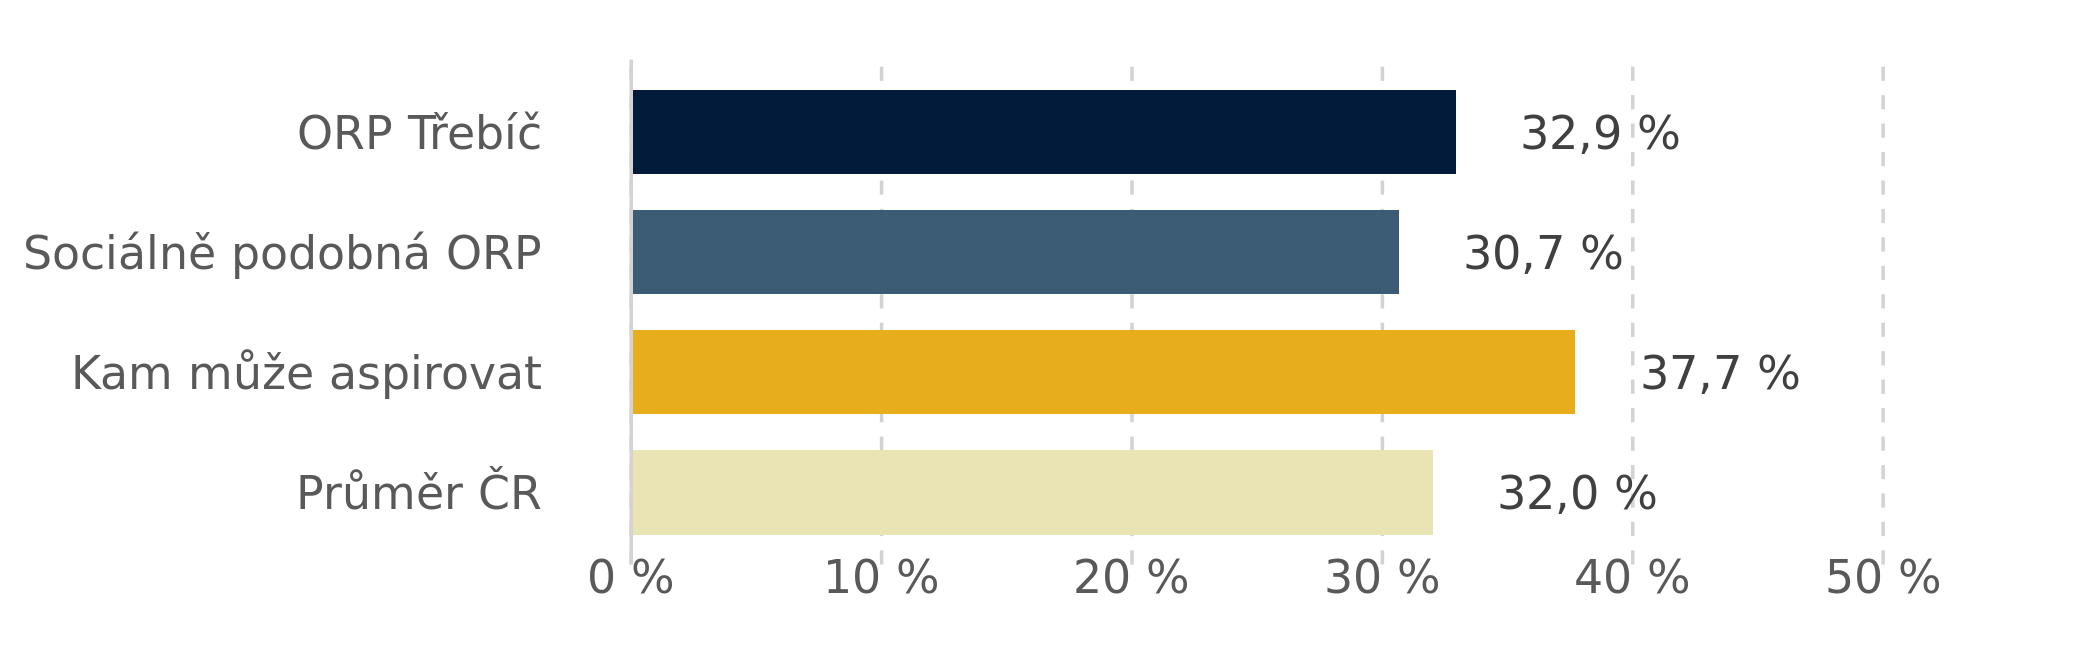 ORP Třebíč 32,9 %
Sociálně podobná ORP 30,7 %
Kam může aspirovat 37,7 %
Průměr ČR 32,0 %
0 % 10 % 20 % 30 % 40 % 50 %